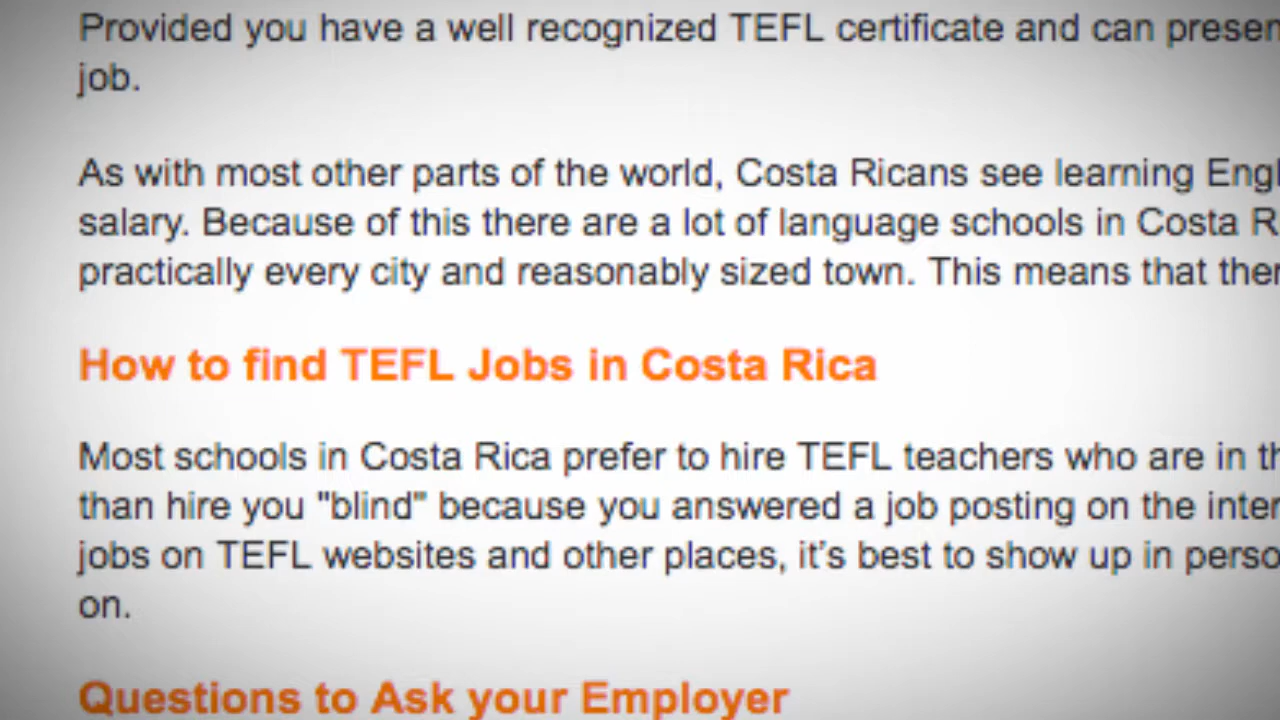 Provided you have a well recognized TEFL certificate and can presen
job.
As with most other parts of the world, Costa Ricans see learning Engl
salary. Because of this there are a lot of language schools in Costa R
practically every city and reasonably sized town. This means that ther
How to find TEFL Jobs in Costa Rica
Most schools in Costa Rica prefer to hire TEFL teachers who are in th
than hire you "blind" because you answered a job posting on the inter
jobs on TEFL websites and other places, it's best to show up in perso
on.
Questions to Ask your Employer